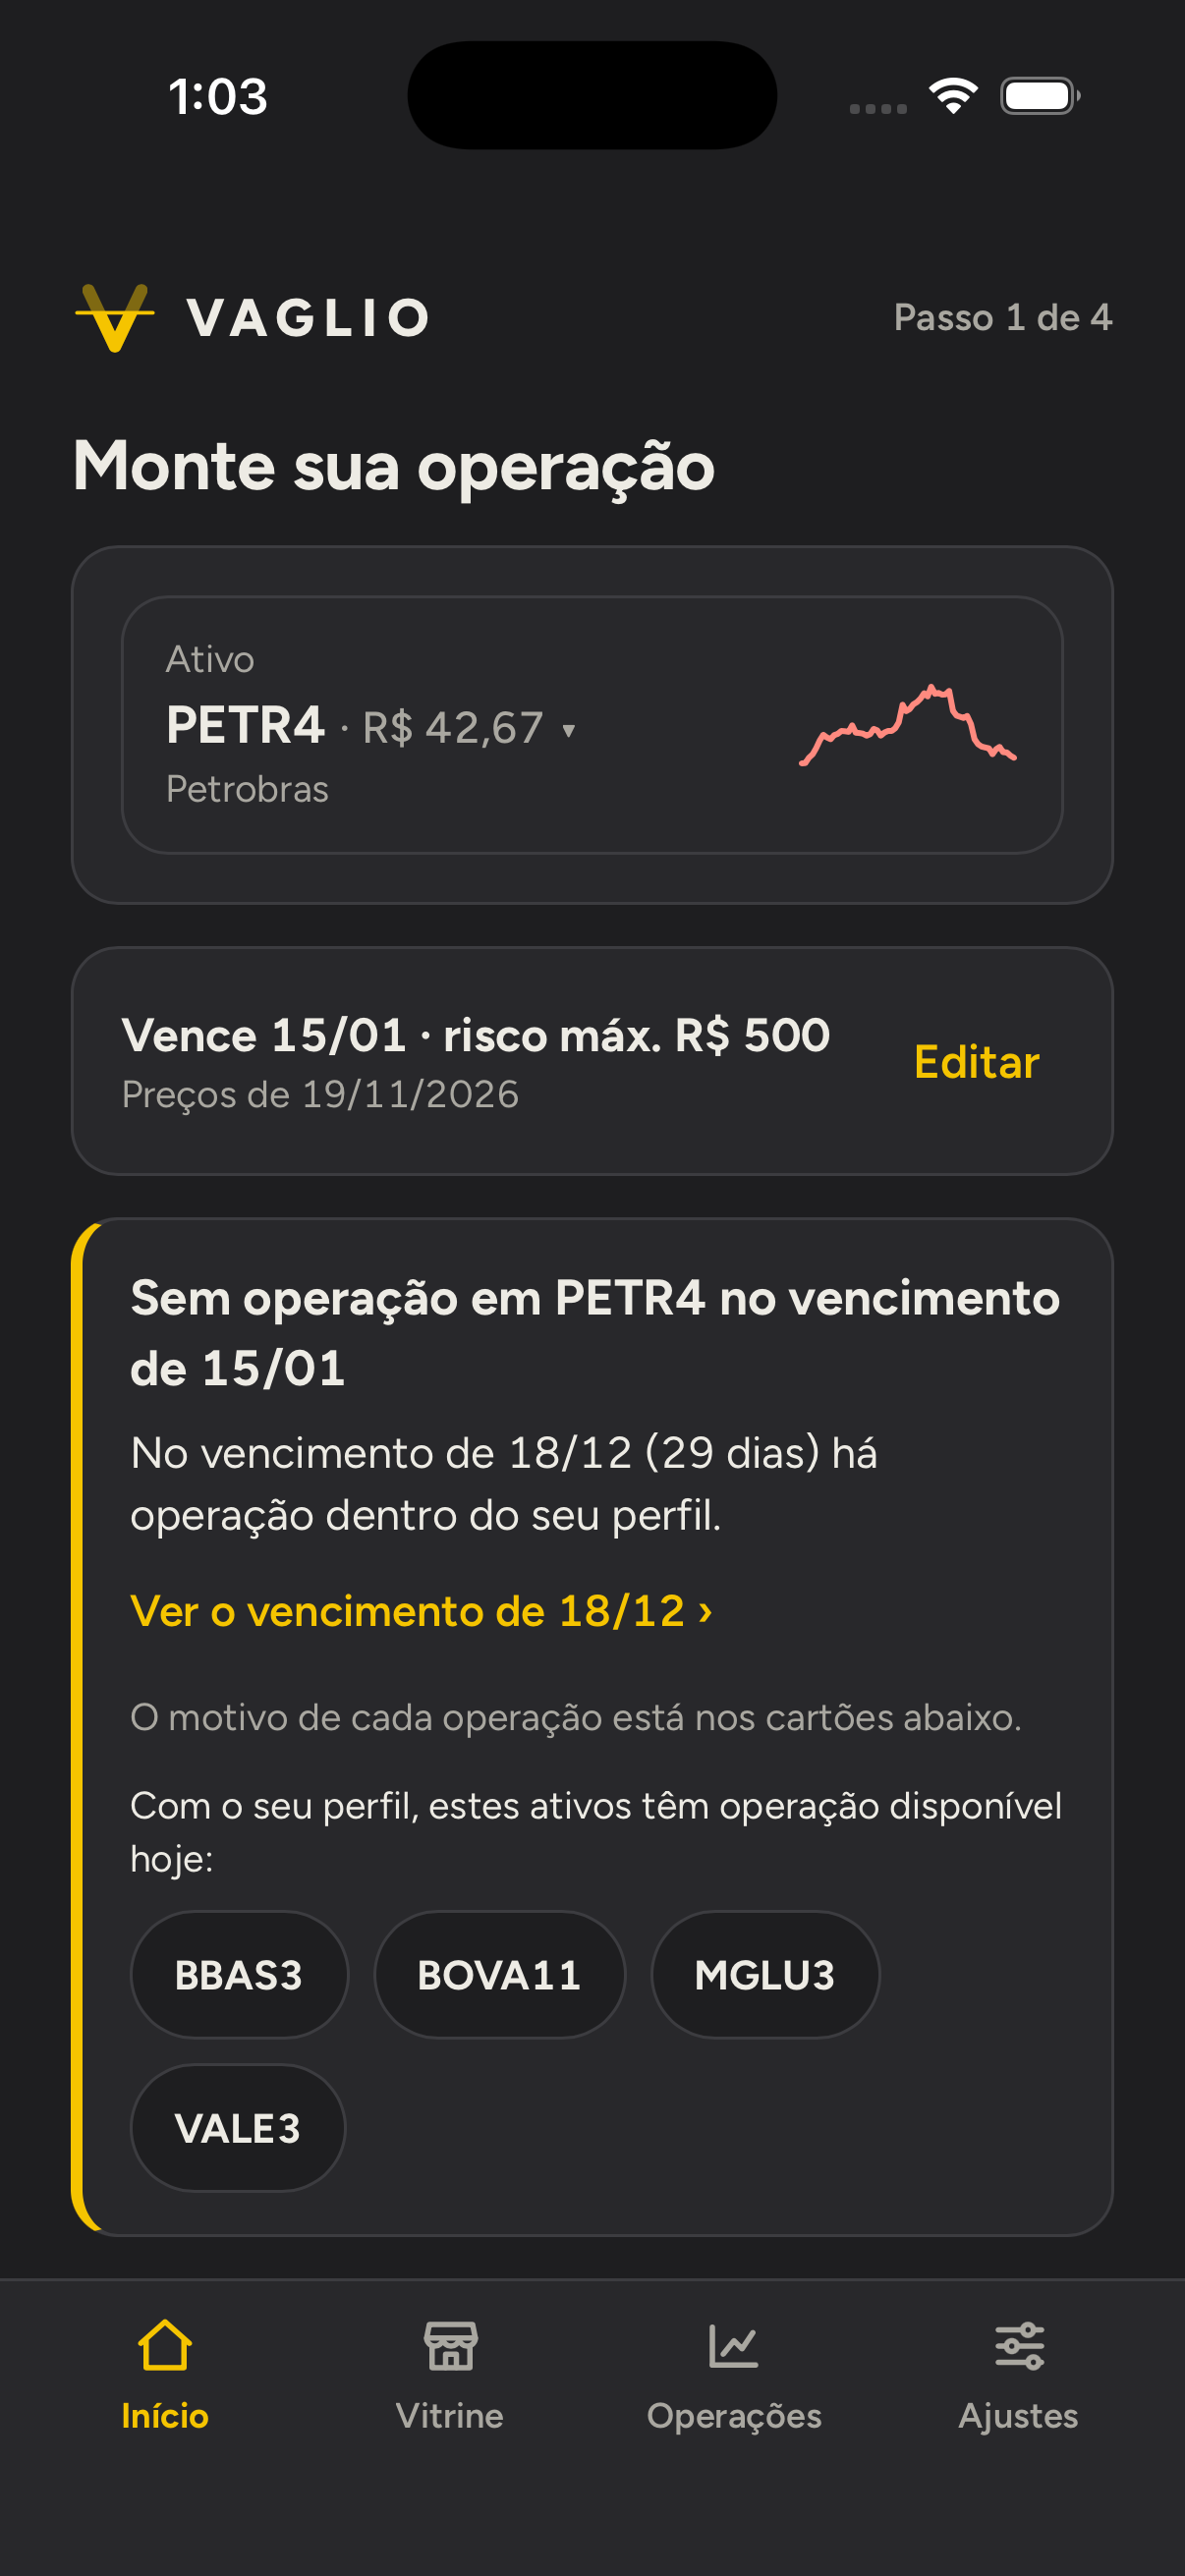 1:03
VAGLIO
Passo 1 de 4
Monte sua operação
Ativo
PETR4 · R$ 42,67 ▾
Petrobras
Vence 15/01 · risco máx. R$ 500
Preços de 19/11/2026
Editar
Sem operação em PETR4 no vencimento
de 15/01
No vencimento de 18/12 (29 dias) há
operação dentro do seu perfil.
Ver o vencimento de 18/12 ›
O motivo de cada operação está nos cartões abaixo.
Com o seu perfil, estes ativos têm operação disponível
hoje:
BBAS3
BOVA11
MGLU3
VALE3
Início
Vitrine
Operações
Ajustes